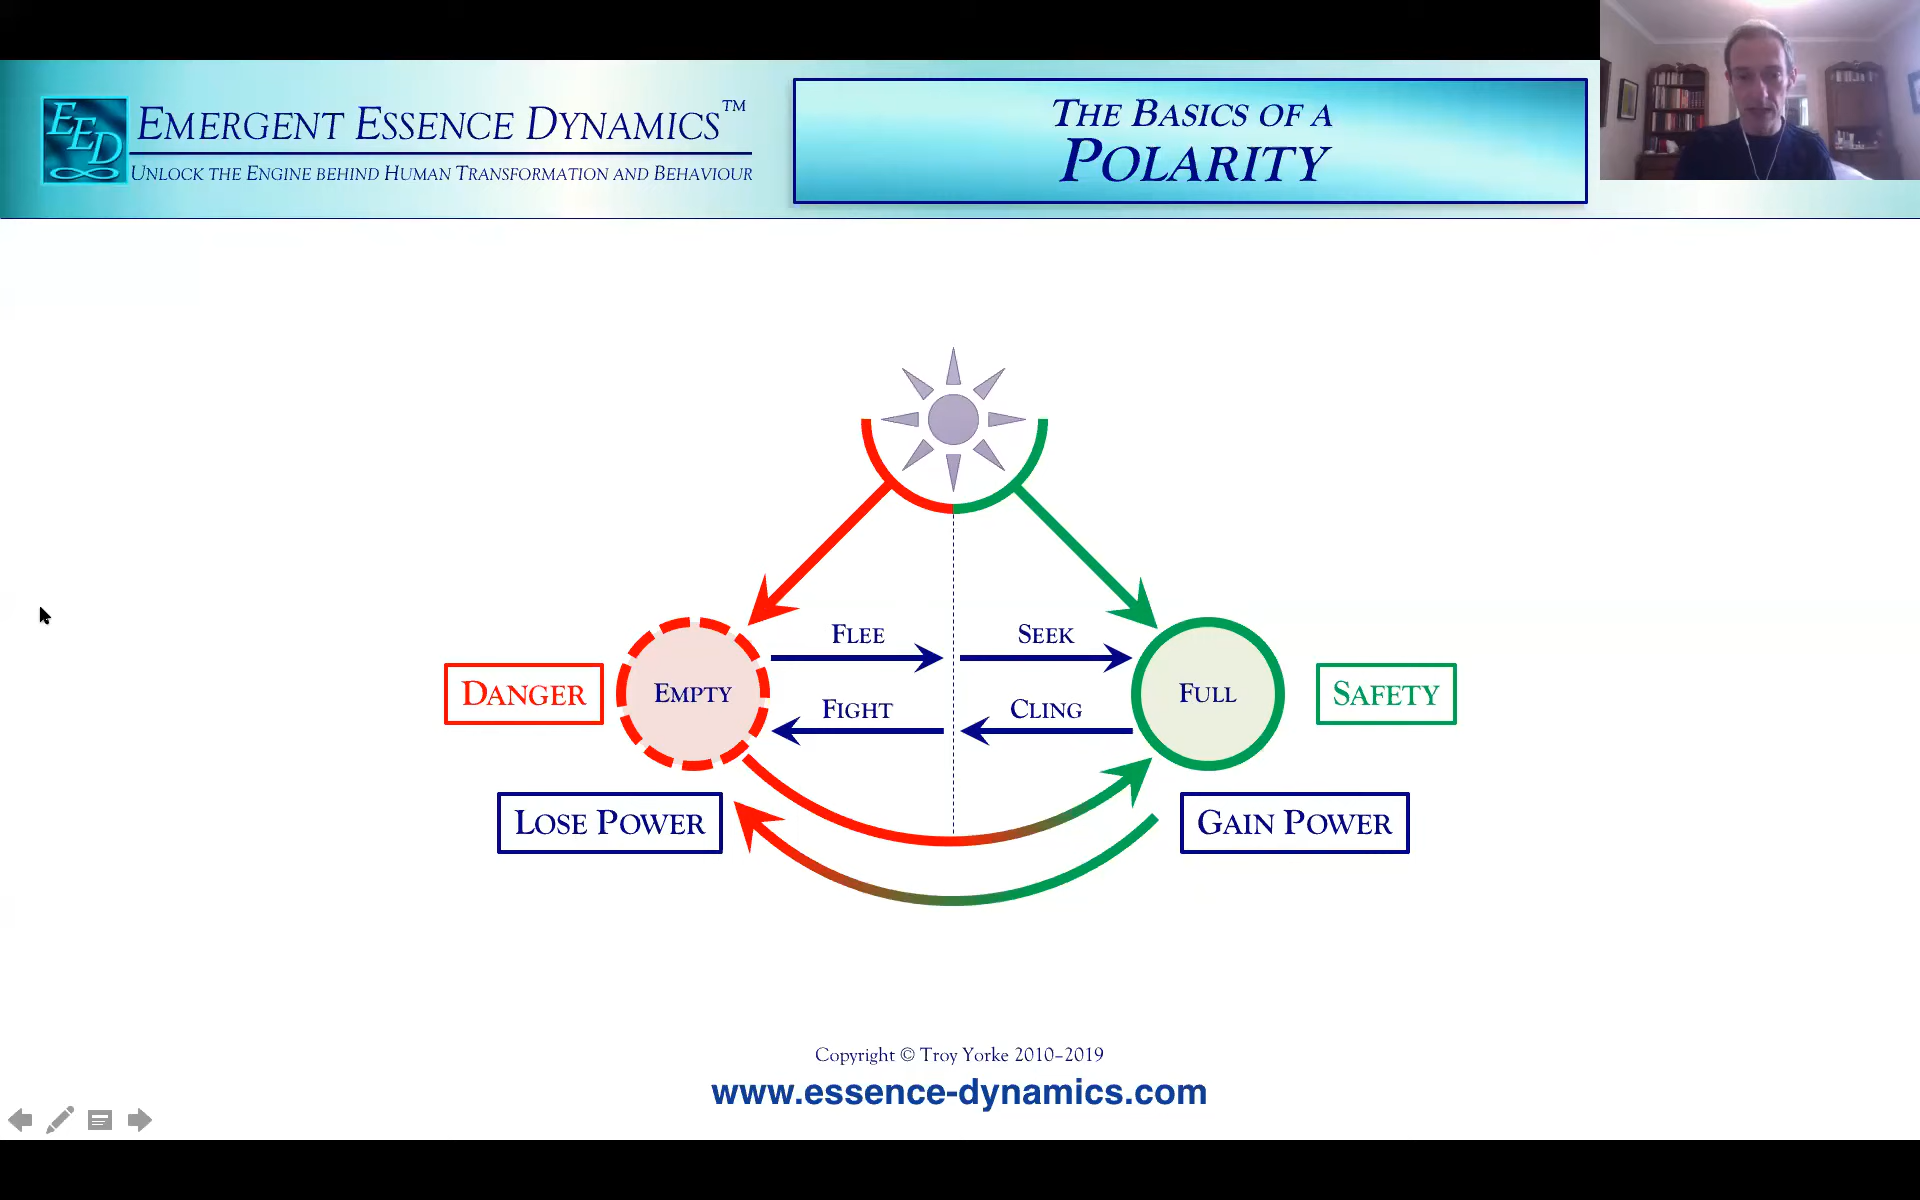 EED
EMERGENT ESSENCE DYNAMICS™
UNLOCK THE ENGINE BEHIND HUMAN TRANSFORMATION AND BEHAVIOUR
THE BASICS OF A
POLARITY
FLEE
SEEK
DANGER
EMPTY
FULL
SAFETY
FIGHT
CLING
LOSE POWER
GAIN POWER
Copyright © Troy Yorke 2010–2019
www.essence-dynamics.com